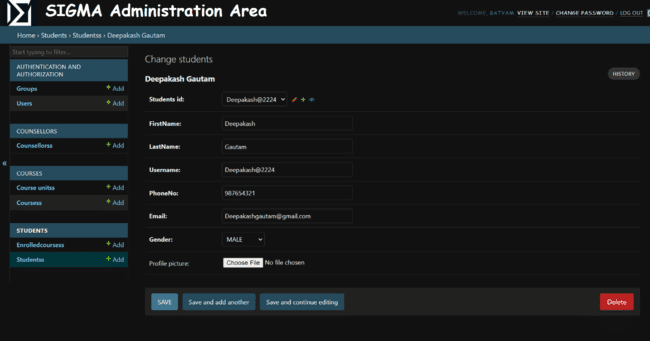 SIGMA Administration Area
WELCOME, SATYAM VIEW SITE / CHANGE PASSWORD / LOG OUT
Home › Students › Studentss › Deepakash Gautam
Start typing to filter...
AUTHENTICATION AND AUTHORIZATION
Groups + Add
Users + Add
COUNSELLORS
Counsellorss + Add
COURSES
Course unitss + Add
Coursess + Add
STUDENTS
Enrolledcoursess + Add
Studentss + Add
«
Change students
Deepakash Gautam
HISTORY
Students id: Deepakash@2224
FirstName: Deepakash
LastName: Gautam
Username: Deepakash@2224
PhoneNo: 987654321
Email: Deepakashgautam@gmail.com
Gender: MALE
Profile picture: Choose File No file chosen
SAVE Save and add another Save and continue editing Delete